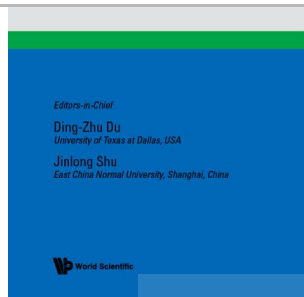 Editors-in-Chief
Ding-Zhu Du
University of Texas at Dallas, USA
Jinlong Shu
East China Normal University, Shanghai, China
World Scientific